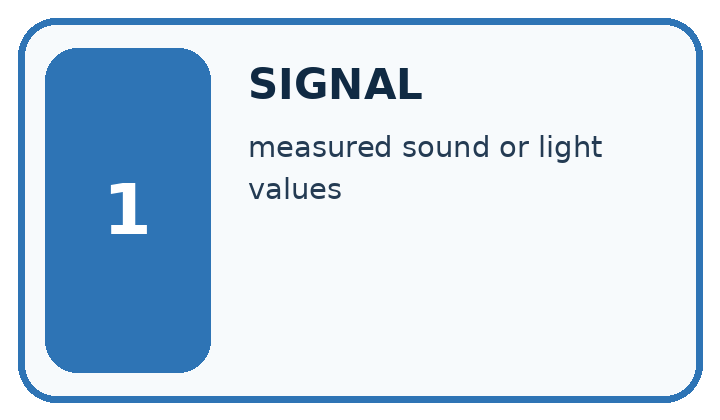 1
SIGNAL
measured sound or light
values